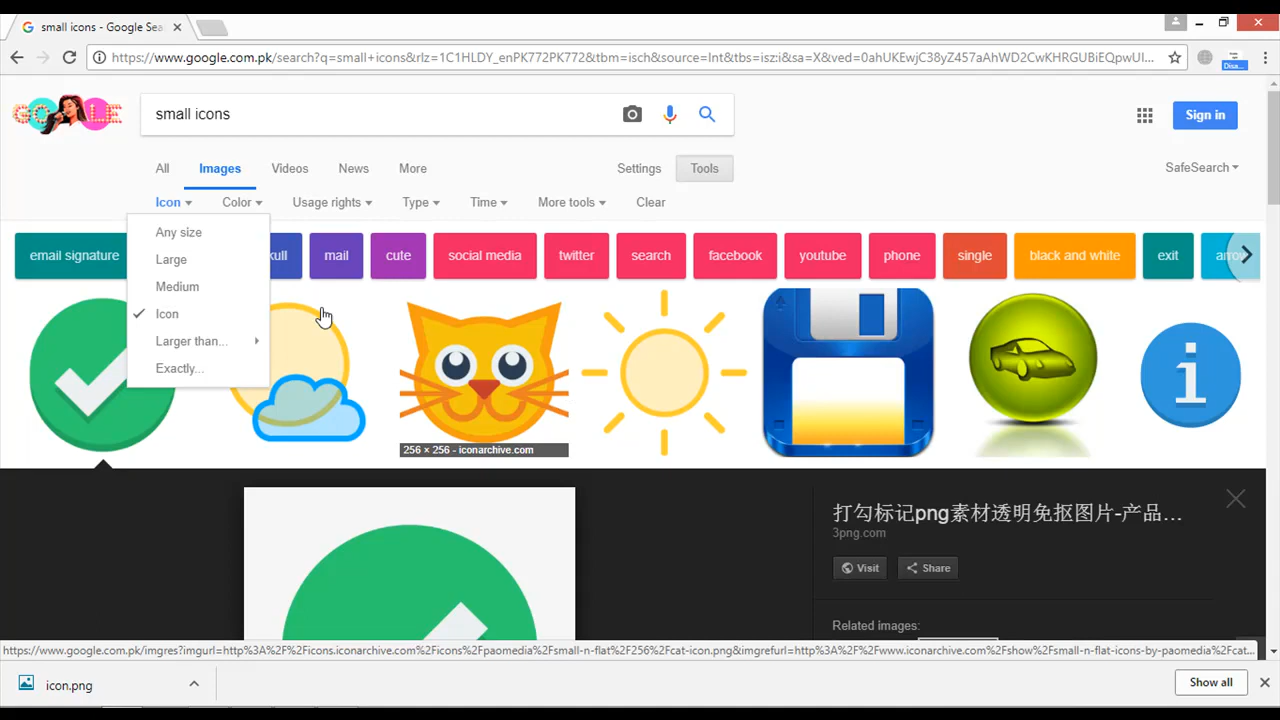 small icons - Google Sea
https://www.google.com.pk/search?q=small+icons&rlz=1C1HLDY_enPK772PK772&tbm=isch&source=lnt&tbs=iszi&sa=X&ved=0ahUKEwjC38yZ457aAhWD2CwKHRGUBiEQpwUI...
Disa...
small icons
Sign in
All Images Videos News More Settings Tools SafeSearch
Icon Color Usage rights Type Time More tools Clear
Any size
Large
Medium
Icon
Larger than...
Exactly...
email signature mail cute social media twitter search facebook youtube phone single black and white exit
256 × 256 - iconarchive.com
打勾标记png素材透明免抠图片-产品...
3png.com
Visit Share
Related images:
https://www.google.com.pk/imgres?imgurl=http%3A%2F%2Ficons.iconarchive.com%2Ficons%2Fpaomedia%2Fsmall-n-flat%2F256%2Fcat-icon.png&imgrefurl=http%3A%2F%2Fwww.iconarchive.com%2Fshow%2Fsmall-n-flat-icons-by-paomedia%2Fcat...
icon.png
Show all